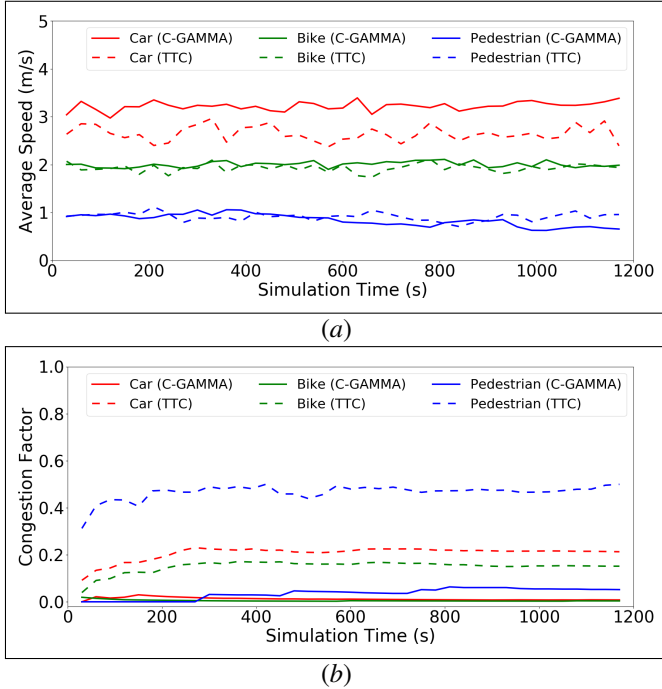 5
4
3
2
1
0
Average Speed (m/s)
Car (C-GAMMA)
Car (TTC)
Bike (C-GAMMA)
Bike (TTC)
Pedestrian (C-GAMMA)
Pedestrian (TTC)
0 200 400 600 800 1000 1200
Simulation Time (s)
(a)
1.0
0.8
0.6
0.4
0.2
0.0
Congestion Factor
Car (C-GAMMA)
Car (TTC)
Bike (C-GAMMA)
Bike (TTC)
Pedestrian (C-GAMMA)
Pedestrian (TTC)
0 200 400 600 800 1000 1200
Simulation Time (s)
(b)